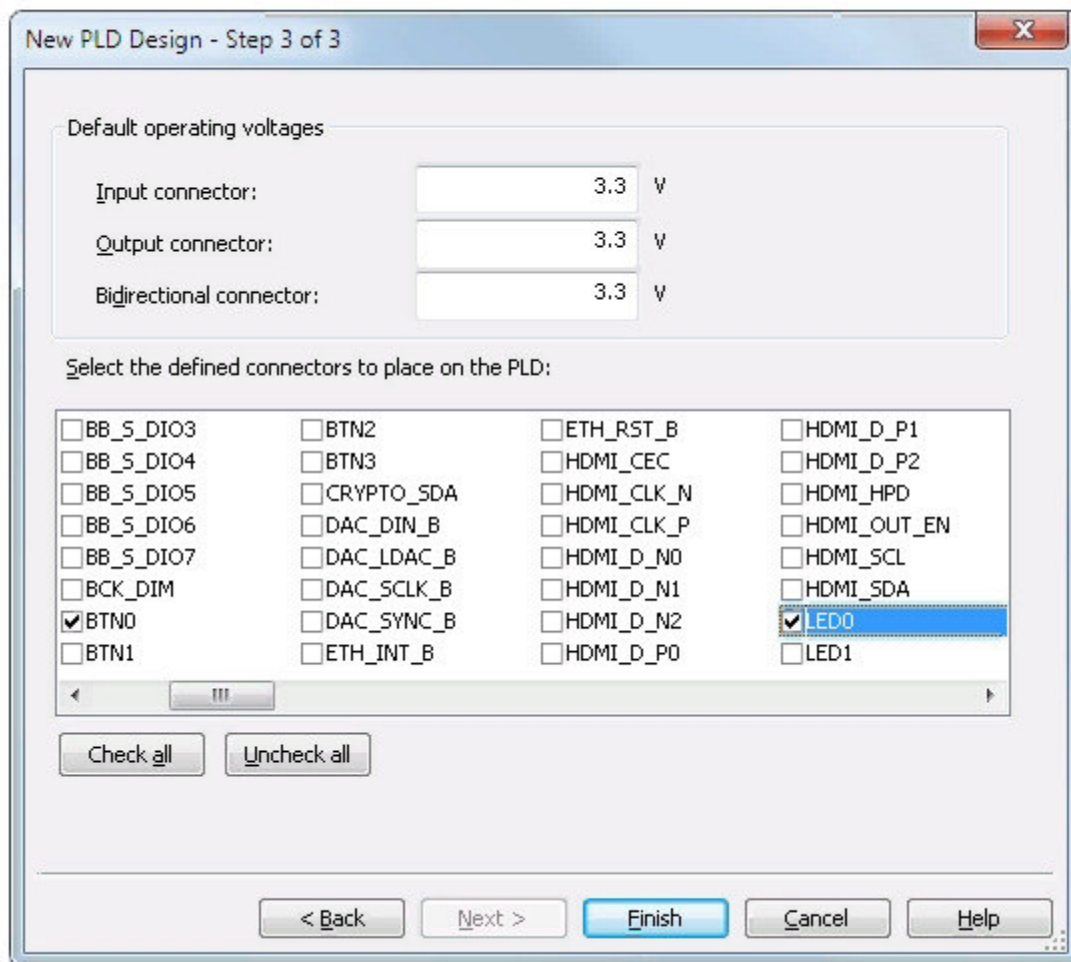 New PLD Design - Step 3 of 3
Default operating voltages
Input connector: 3.3 V
Output connector: 3.3 V
Bidirectional connector: 3.3 V
Select the defined connectors to place on the PLD:
BB_S_DIO3 BTN2 ETH_RST_B HDMI_D_P1
BB_S_DIO4 BTN3 HDMI_CEC HDMI_D_P2
BB_S_DIO5 CRYPTO_SDA HDMI_CLK_N HDMI_HPD
BB_S_DIO6 DAC_DIN_B HDMI_CLK_P HDMI_OUT_EN
BB_S_DIO7 DAC_LDAC_B HDMI_D_N0 HDMI_SCL
BCK_DIM DAC_SCLK_B HDMI_D_N1 HDMI_SDA
BTN0 DAC_SYNC_B HDMI_D_N2 LED0
BTN1 ETH_INT_B HDMI_D_P0 LED1
Check all Uncheck all
< Back Next > Finish Cancel Help